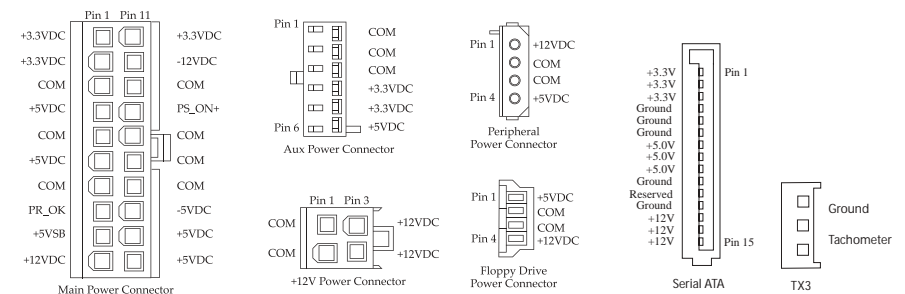 Pin 1 Pin 11
+3.3VDC +3.3VDC
+3.3VDC -12VDC
COM COM
+5VDC PS_ON+
COM COM
+5VDC COM
COM COM
PR_OK -5VDC
+5VSB +5VDC
+12VDC +5VDC
Main Power Connector
Pin 1 COM
COM
COM
+3.3VDC
+3.3VDC
Pin 6 +5VDC
Aux Power Connector
Pin 1 Pin 3
COM +12VDC
COM +12VDC
+12V Power Connector
Pin 1 +12VDC
COM
COM
Pin 4 +5VDC
Peripheral
Power Connector
Pin 1 +5VDC
COM
COM
Pin 4 +12VDC
Floppy Drive
Power Connector
+3.3V Pin 1
+3.3V
+3.3V
Ground
Ground
Ground
+5.0V
+5.0V
+5.0V
Ground
Reserved
Ground
+12V
+12V
+12V Pin 15
Serial ATA
Ground
Tachometer
TX3